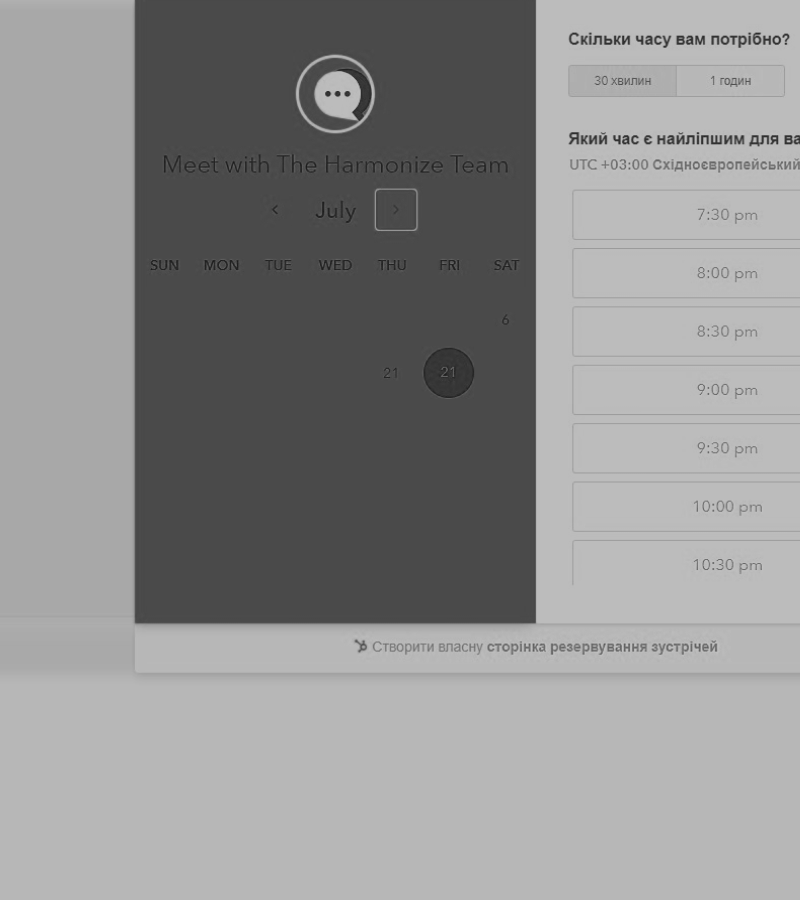 Meet with The Harmonize Team
July
SUN MON TUE WED THU FRI SAT
6
21 21
Скільки часу вам потрібно?
30 хвилин 1 годин
Який час є найліпшим для
UTC +03:00 Східноєвропейський
7:30 pm
8:00 pm
8:30 pm
9:00 pm
9:30 pm
10:00 pm
10:30 pm
Створити власну сторінка резервування зустрічей